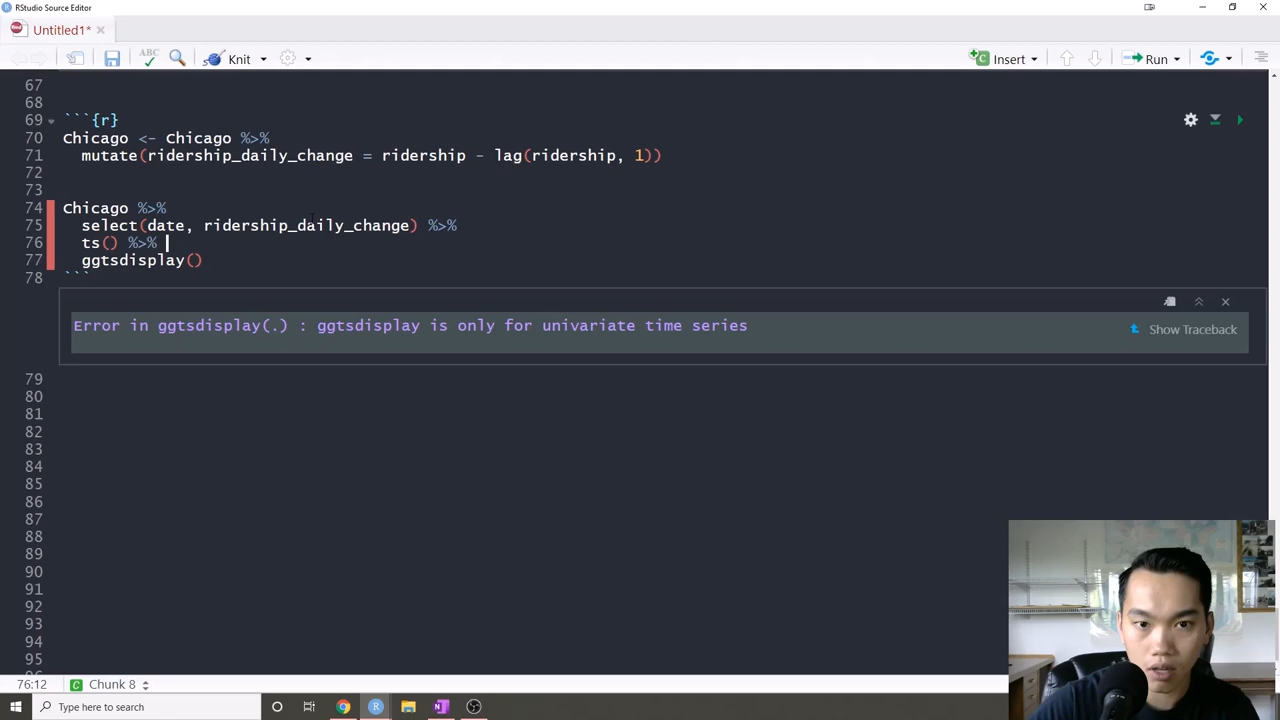 RStudio Source Editor
Untitled1*
ABC
Knit
Insert
Run
67
68
69 ```{r}
70 Chicago <- Chicago %>%
71 mutate(ridership_daily_change = ridership - lag(ridership, 1))
72
73
74 Chicago %>%
75 select(date, ridership_daily_change) %>%
76 ts() %>%
77 ggtsdisplay()
78 ```
Error in ggtsdisplay(.) : ggtsdisplay is only for univariate time series
Show Traceback
79
80
81
82
83
84
85
86
87
88
89
90
91
92
93
94
95
76:12 Chunk 8
Type here to search